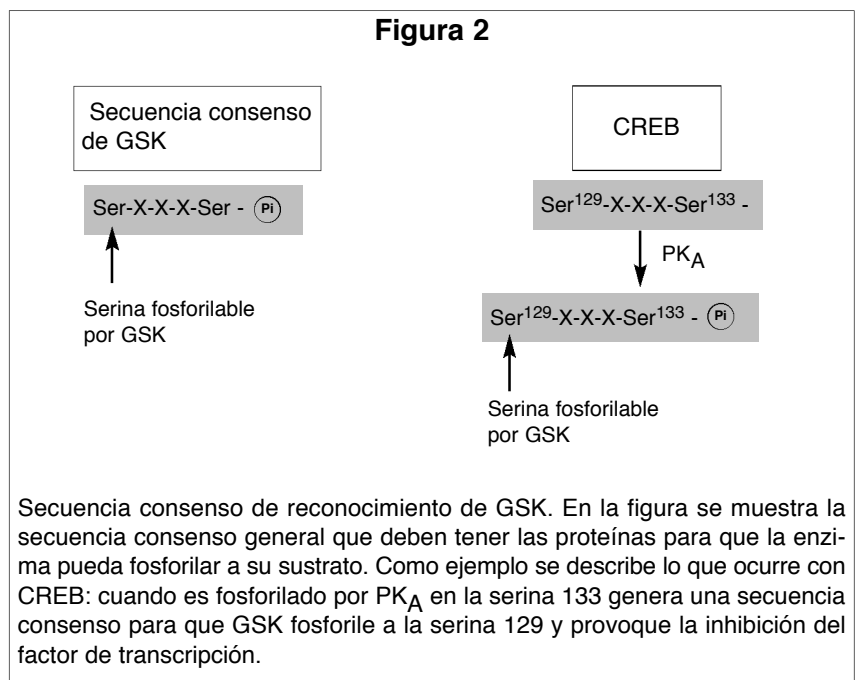 Figura 2
Secuencia consenso
de GSK
Ser-X-X-X-Ser - Pi
Serina fosforilable
por GSK
CREB
Ser129-X-X-X-Ser133 -
PKA
Ser129-X-X-X-Ser133 - Pi
Serina fosforilable
por GSK
Secuencia consenso de reconocimiento de GSK. En la figura se muestra la
secuencia consenso general que deben tener las proteínas para que la enzi-
ma pueda fosforilar a su sustrato. Como ejemplo se describe lo que ocurre con
CREB: cuando es fosforilado por PKA en la serina 133 genera una secuencia
consenso para que GSK fosforile a la serina 129 y provoque la inhibición del
factor de transcripción.